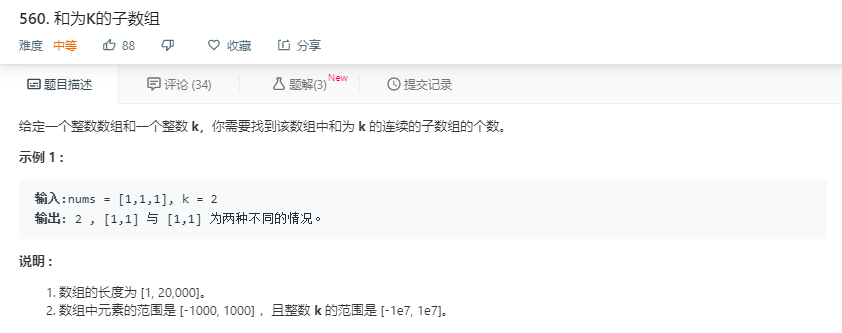 560. 和为K的子数组
难度 中等 88 收藏 分享
题目描述 评论 (34) 题解(3) New 提交记录
给定一个整数数组和一个整数 k，你需要找到该数组中和为 k 的连续的子数组的个数。
示例 1 :
输入:nums = [1,1,1], k = 2
输出: 2 , [1,1] 与 [1,1] 为两种不同的情况。
说明 :
1. 数组的长度为 [1, 20,000]。
2. 数组中元素的范围是 [-1000, 1000] ，且整数 k 的范围是 [-1e7, 1e7]。